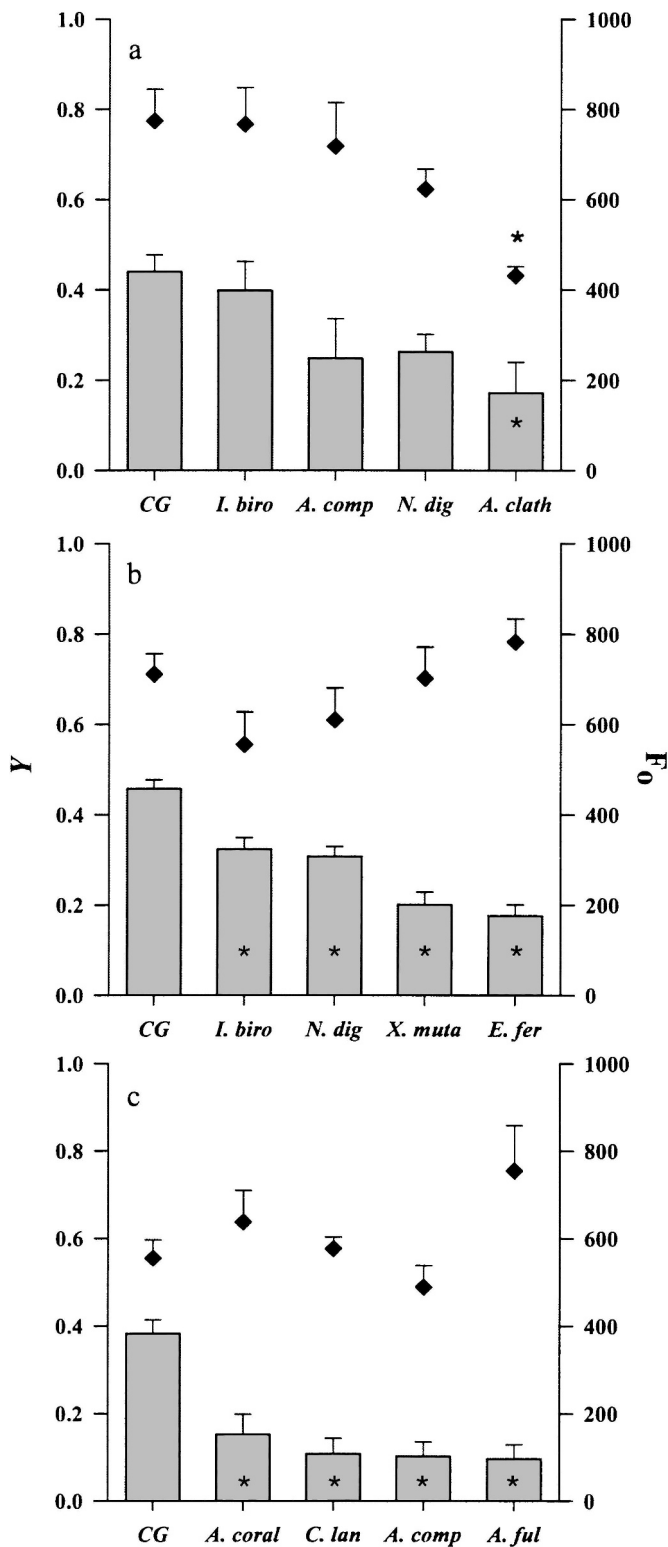 a
1.0 1000
0.8 800
* 
0.6 600
0.4 400
0.2 200
*
0.0 0
CG I. biro A. comp N. dig A. clath
b
1.0 1000
0.8 800
0.6 600
Y Fo
0.4 400
0.2 200
* * * *
0.0 0
CG I. biro N. dig X. muta E. fer
c
1.0 1000
0.8 800
0.6 600
0.4 400
0.2 200
* * * *
0.0 0
CG A. coral C. lan A. comp A. ful